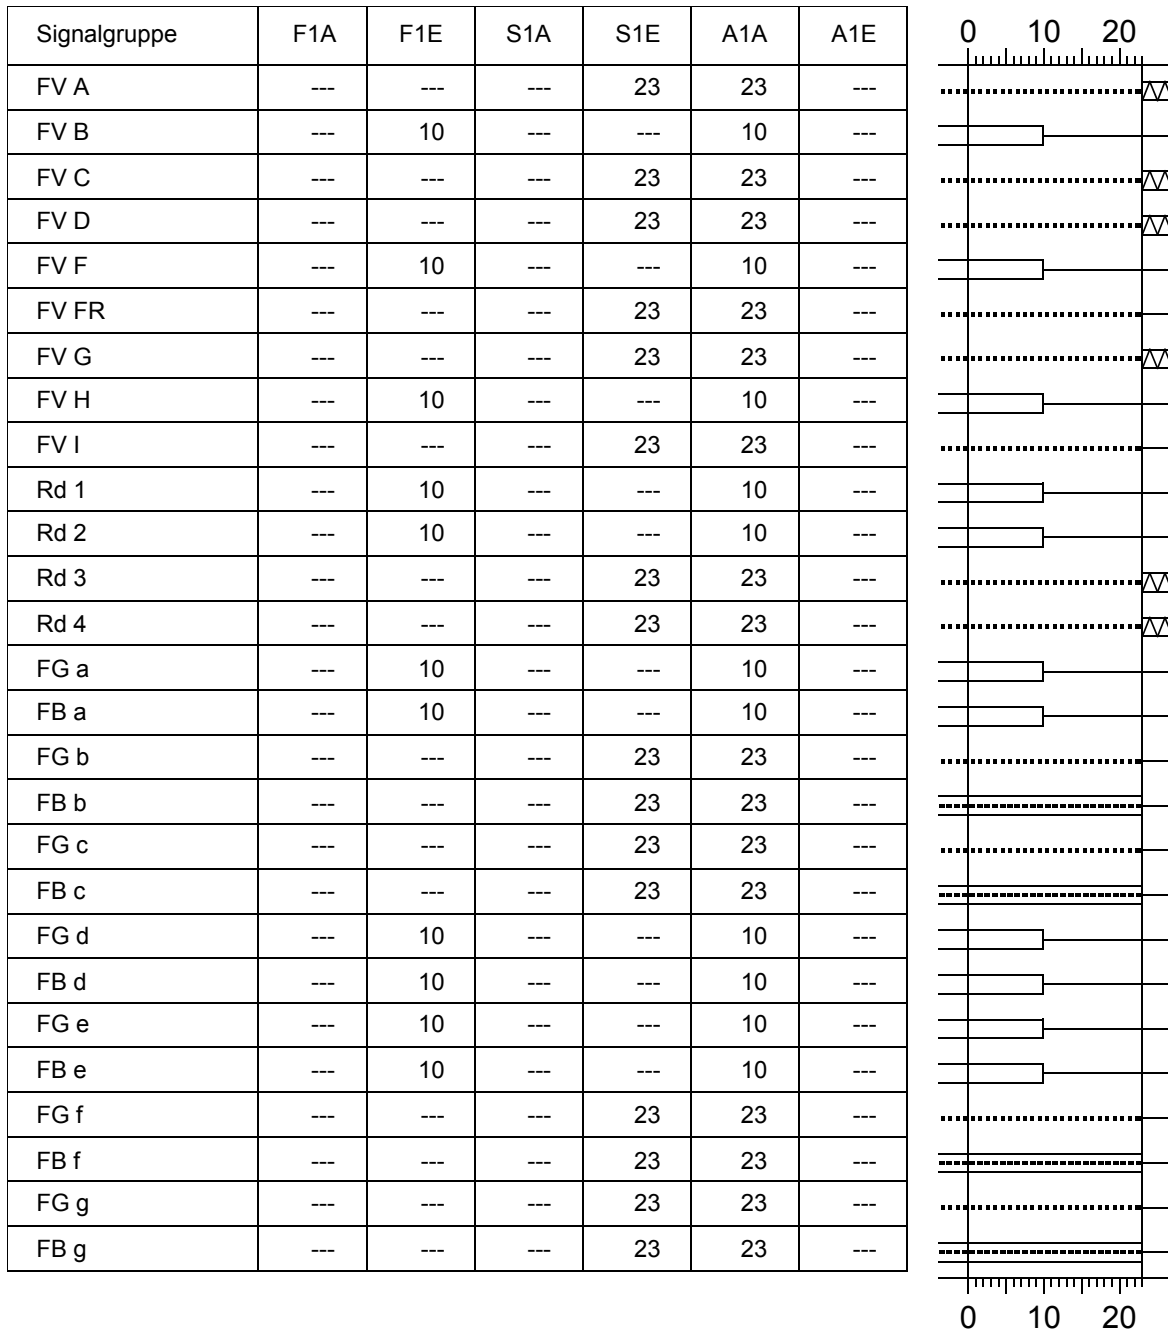 Signalgruppe F1A F1E S1A S1E A1A A1E 0 10 20
FV A --- --- --- 23 23 ---
FV B --- 10 --- --- 10 ---
FV C --- --- --- 23 23 ---
FV D --- --- --- 23 23 ---
FV F --- 10 --- --- 10 ---
FV FR --- --- --- 23 23 ---
FV G --- --- --- 23 23 ---
FV H --- 10 --- --- 10 ---
FV I --- --- --- 23 23 ---
Rd 1 --- 10 --- --- 10 ---
Rd 2 --- 10 --- --- 10 ---
Rd 3 --- --- --- 23 23 ---
Rd 4 --- --- --- 23 23 ---
FG a --- 10 --- --- 10 ---
FB a --- 10 --- --- 10 ---
FG b --- --- --- 23 23 ---
FB b --- --- --- 23 23 ---
FG c --- --- --- 23 23 ---
FB c --- --- --- 23 23 ---
FG d --- 10 --- --- 10 ---
FB d --- 10 --- --- 10 ---
FG e --- 10 --- --- 10 ---
FB e --- 10 --- --- 10 ---
FG f --- --- --- 23 23 ---
FB f --- --- --- 23 23 ---
FG g --- --- --- 23 23 ---
FB g --- --- --- 23 23 ---
0 10 20